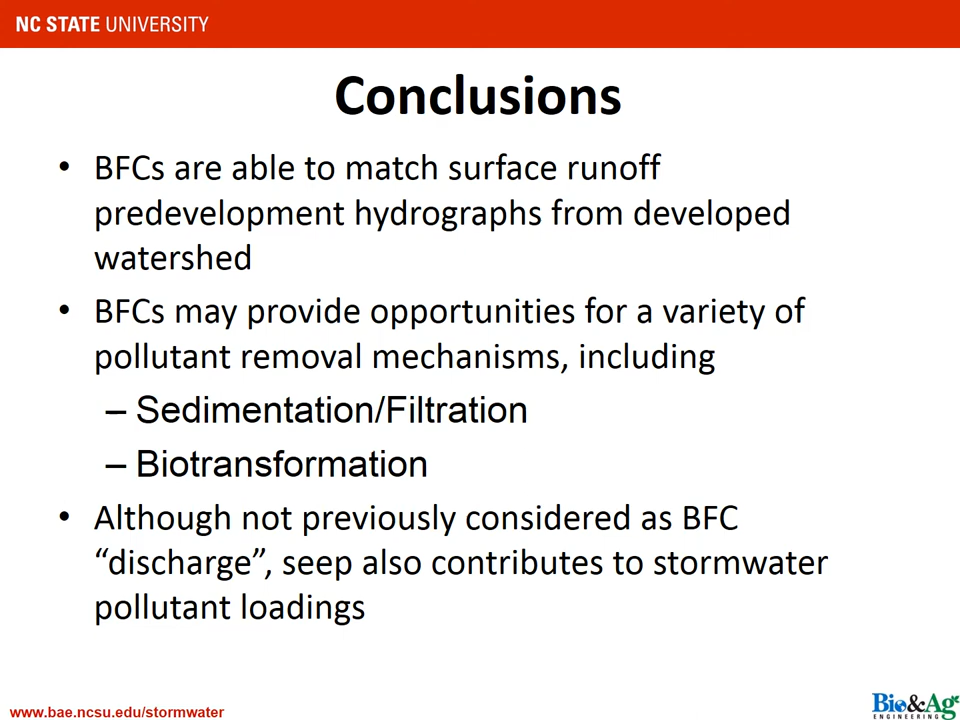 NC STATE UNIVERSITY
Conclusions
• BFCs are able to match surface runoff
predevelopment hydrographs from developed
watershed
• BFCs may provide opportunities for a variety of
pollutant removal mechanisms, including
– Sedimentation/Filtration
– Biotransformation
• Although not previously considered as BFC
“discharge”, seep also contributes to stormwater
pollutant loadings
www.bae.ncsu.edu/stormwater
Bio&Ag
ENGINEERING